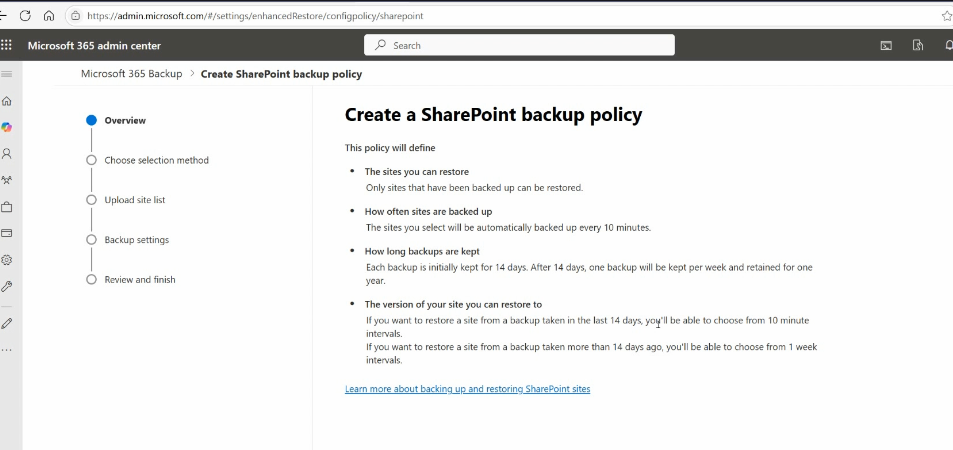 https://admin.microsoft.com/#/settings/enhancedRestore/configpolicy/sharepoint
Microsoft 365 admin center
Search
Microsoft 365 Backup > Create SharePoint backup policy
Overview
Choose selection method
Upload site list
Backup settings
Review and finish
Create a SharePoint backup policy
This policy will define
• The sites you can restore
Only sites that have been backed up can be restored.
• How often sites are backed up
The sites you select will be automatically backed up every 10 minutes.
• How long backups are kept
Each backup is initially kept for 14 days. After 14 days, one backup will be kept per week and retained for one
year.
• The version of your site you can restore to
If you want to restore a site from a backup taken in the last 14 days, you'll be able to choose from 10 minute
intervals.
If you want to restore a site from a backup taken more than 14 days ago, you'll be able to choose from 1 week
intervals.
Learn more about backing up and restoring SharePoint sites